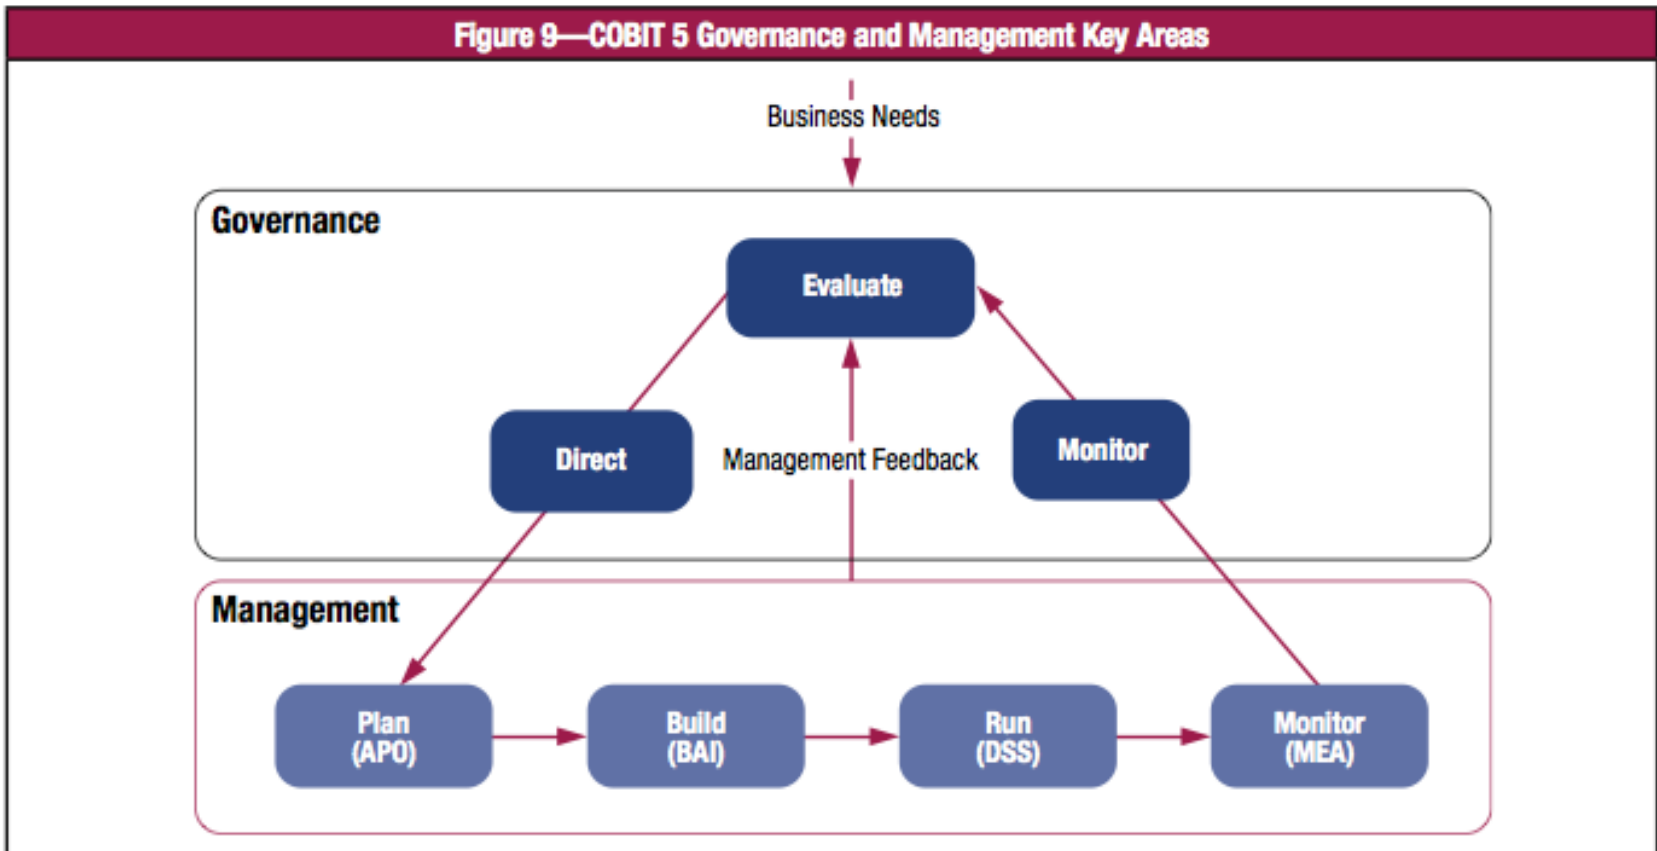 Figure 9—COBIT 5 Governance and Management Key Areas
Business Needs
Governance
Evaluate
Direct
Management Feedback
Monitor
Management
Plan
(APO)
Build
(BAI)
Run
(DSS)
Monitor
(MEA)